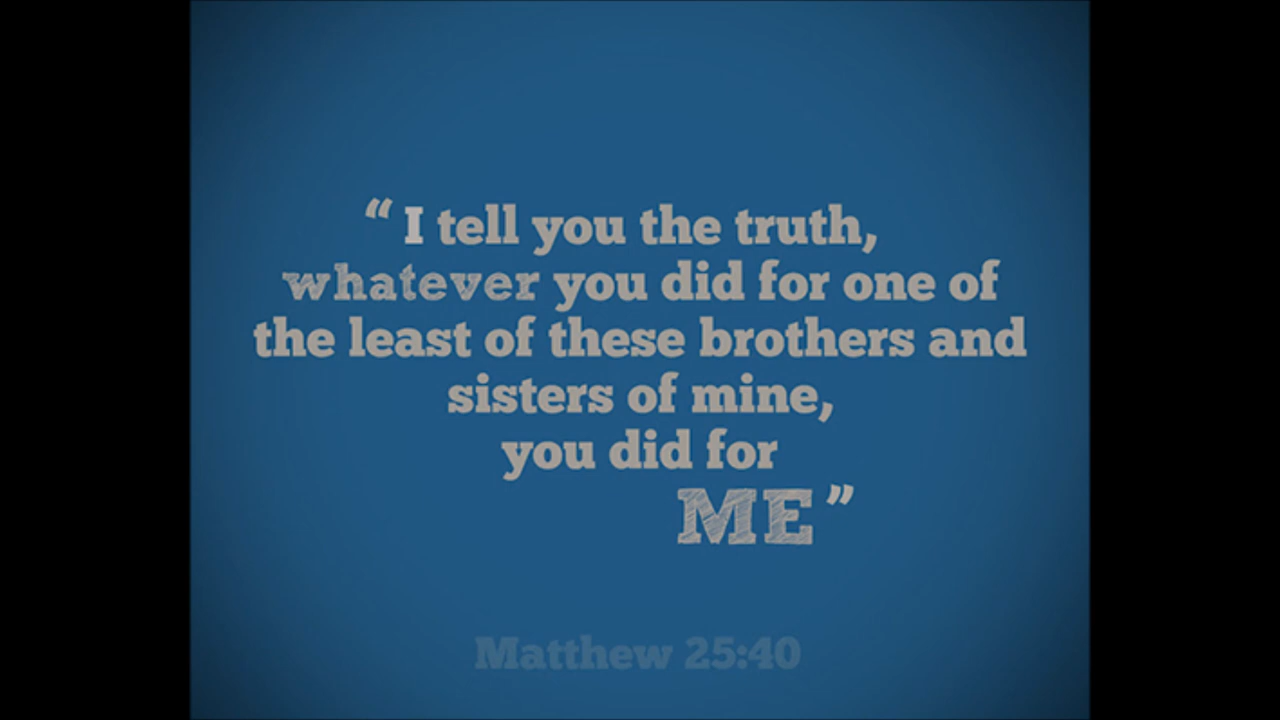 “ I tell you the truth,
whatever you did for one of
the least of these brothers and
sisters of mine,
you did for
ME ”
Matthew 25:40